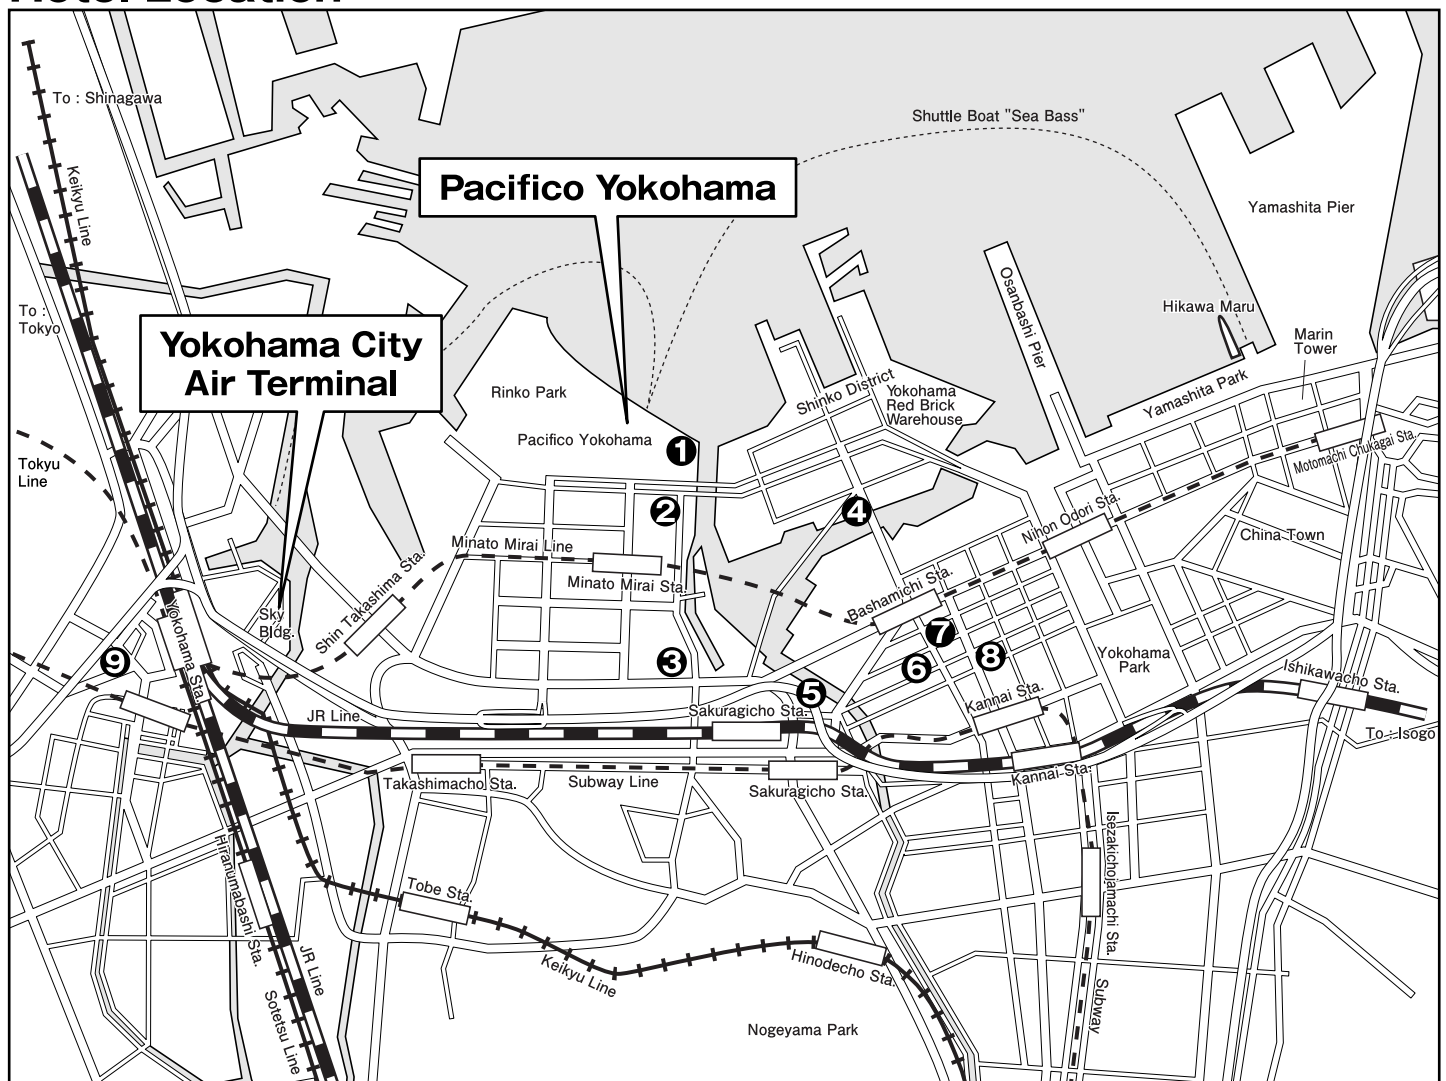 Hotel Location
To : Shinagawa
Keikyu Line
Shuttle Boat "Sea Bass"
Pacifico Yokohama
Yamashita Pier
To :
Tokyo
Yokohama City
Air Terminal
Osanbashi Pier
Hikawa Maru
Marin
Tower
Rinko Park
Shinko District
Yokohama
Red Brick
Warehouse
Yamashita Park
Pacifico Yokohama
1
Motomachi Chukagai Sta.
Tokyu
Line
2
4
Nihon Odori Sta.
China Town
Minato Mirai Line
Shin Takashima Sta.
Minato Mirai Sta.
Bashamichi Sta.
Sky
Bldg.
Yokohama Sta.
7
9
3
6
8
Yokohama
Park
Ishikawacho Sta.
5
Kannai Sta.
JR Line
Sakuragicho Sta.
To : Isogo
Takashimacho Sta.
Subway Line
Sakuragicho Sta.
Kannai Sta.
Isezakichojamachi Sta.
Hiranumabashi Sta.
Tobe Sta.
JR Line
Keikyu Line
Hinodecho Sta.
Sotetsu Line
Subway
Nogeyama Park